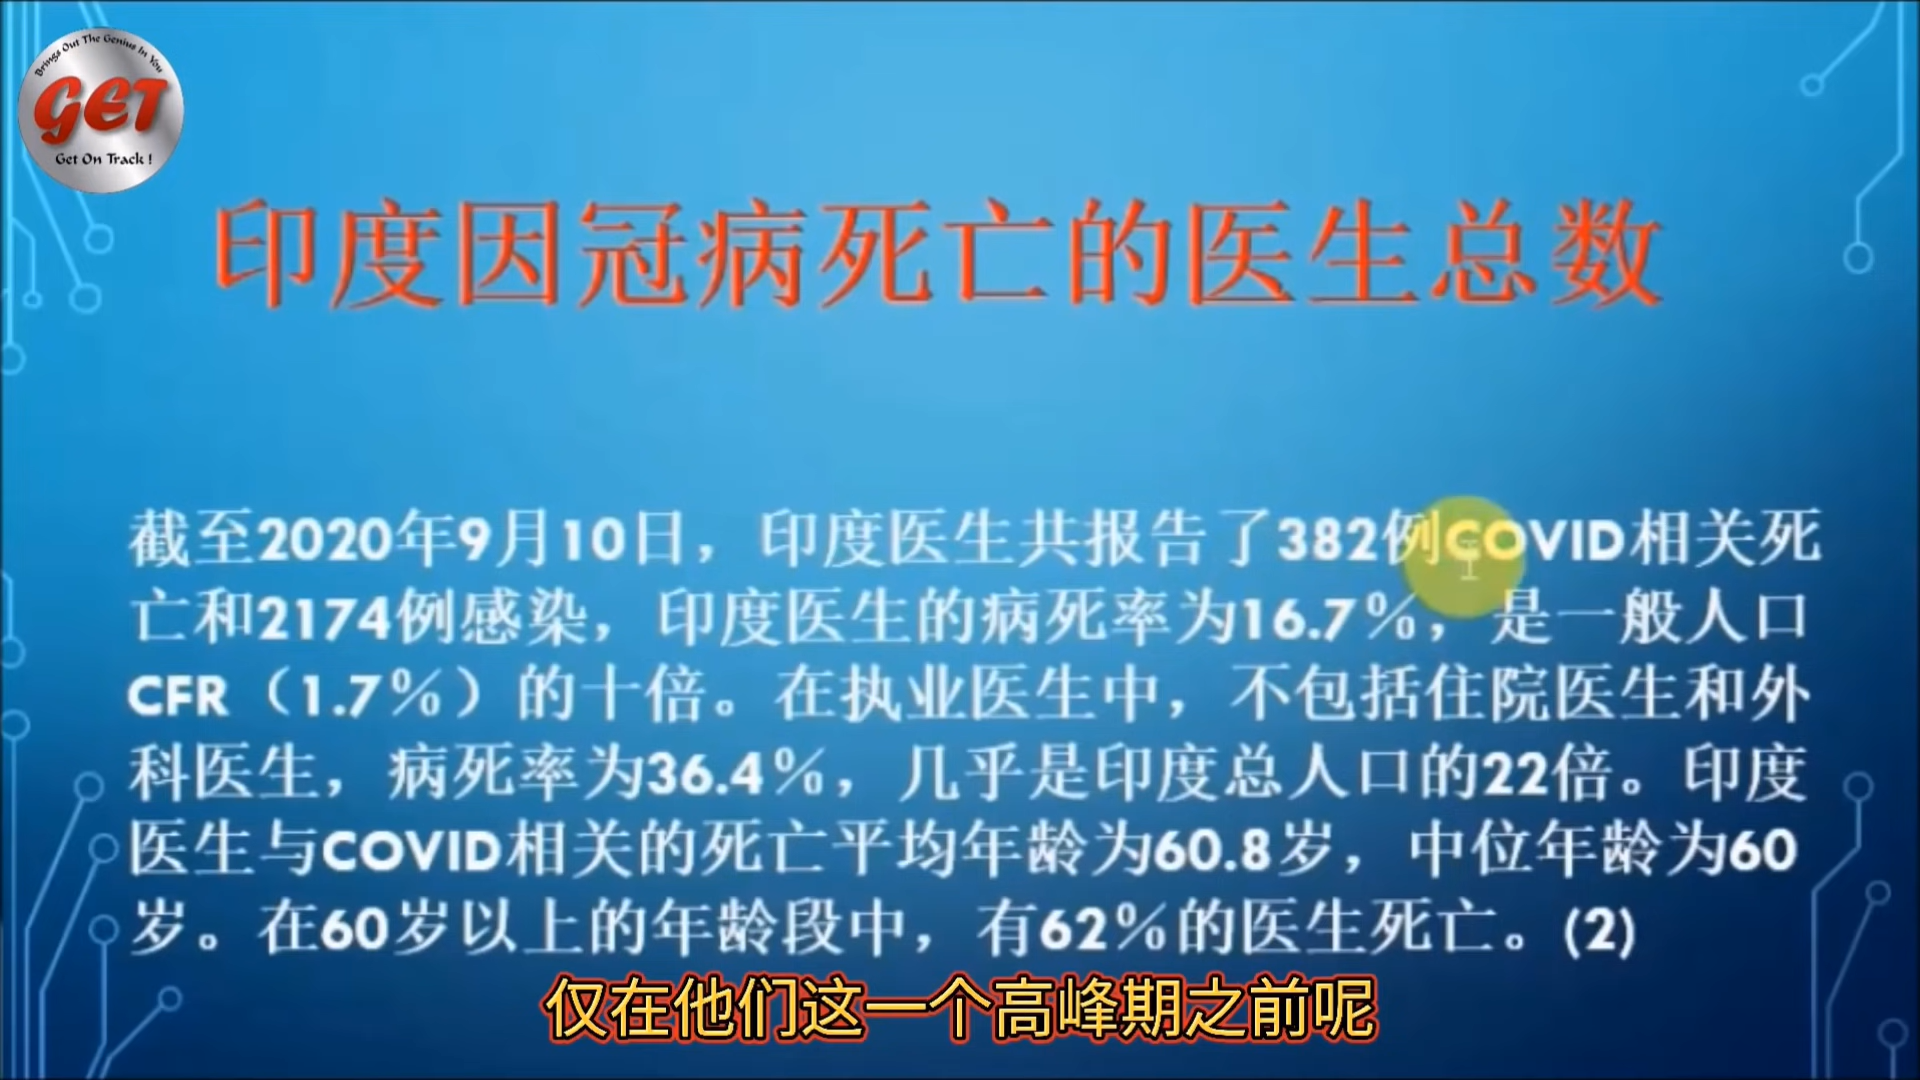 Brings Out The Genius In You
GET
Get On Track !
印度因冠病死亡的医生总数
截至2020年9月10日，印度医生共报告了382例COVID相关死
亡和2174例感染，印度医生的病死率为16.7%，是一般人口
CFR（1.7%）的十倍。在执业医生中，不包括住院医生和外
科医生，病死率为36.4%，几乎是印度总人口的22倍。印度
医生与COVID相关的死亡平均年龄为60.8岁，中位年龄为60
岁。在60岁以上的年龄段中，有62%的医生死亡。(2)
仅在他们这一个高峰期之前呢